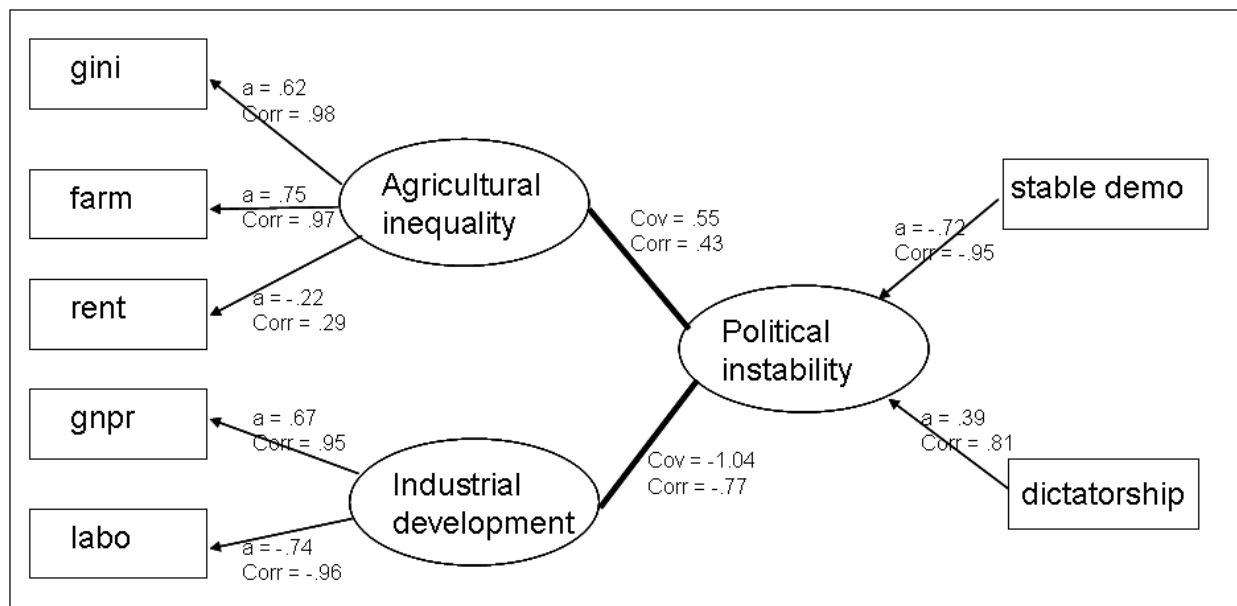 gini
a = .62
Corr = .98
farm
a = .75
Corr = .97
rent
a = -.22
Corr = .29
gnpr
a = .67
Corr = .95
labo
a = -.74
Corr = -.96
Agricultural
inequality
Industrial
development
Cov = .55
Corr = .43
Cov = -1.04
Corr = -.77
Political
instability
stable demo
a = -.72
Corr = -.95
a = .39
Corr = .81
dictatorship